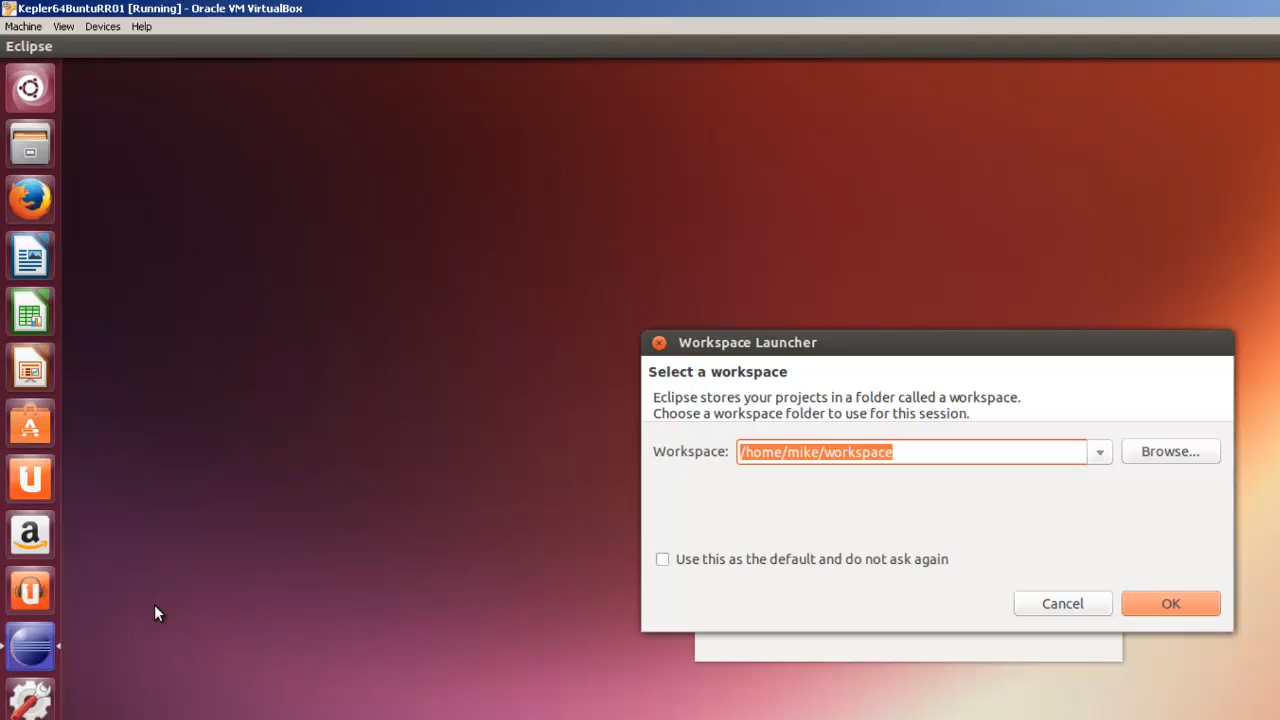 Kepler64BuntuRR01 [Running] - Oracle VM VirtualBox
Machine View Devices Help
Eclipse
Workspace Launcher
Select a workspace
Eclipse stores your projects in a folder called a workspace.
Choose a workspace folder to use for this session.
Workspace: /home/mike/workspace Browse...
Use this as the default and do not ask again
Cancel OK